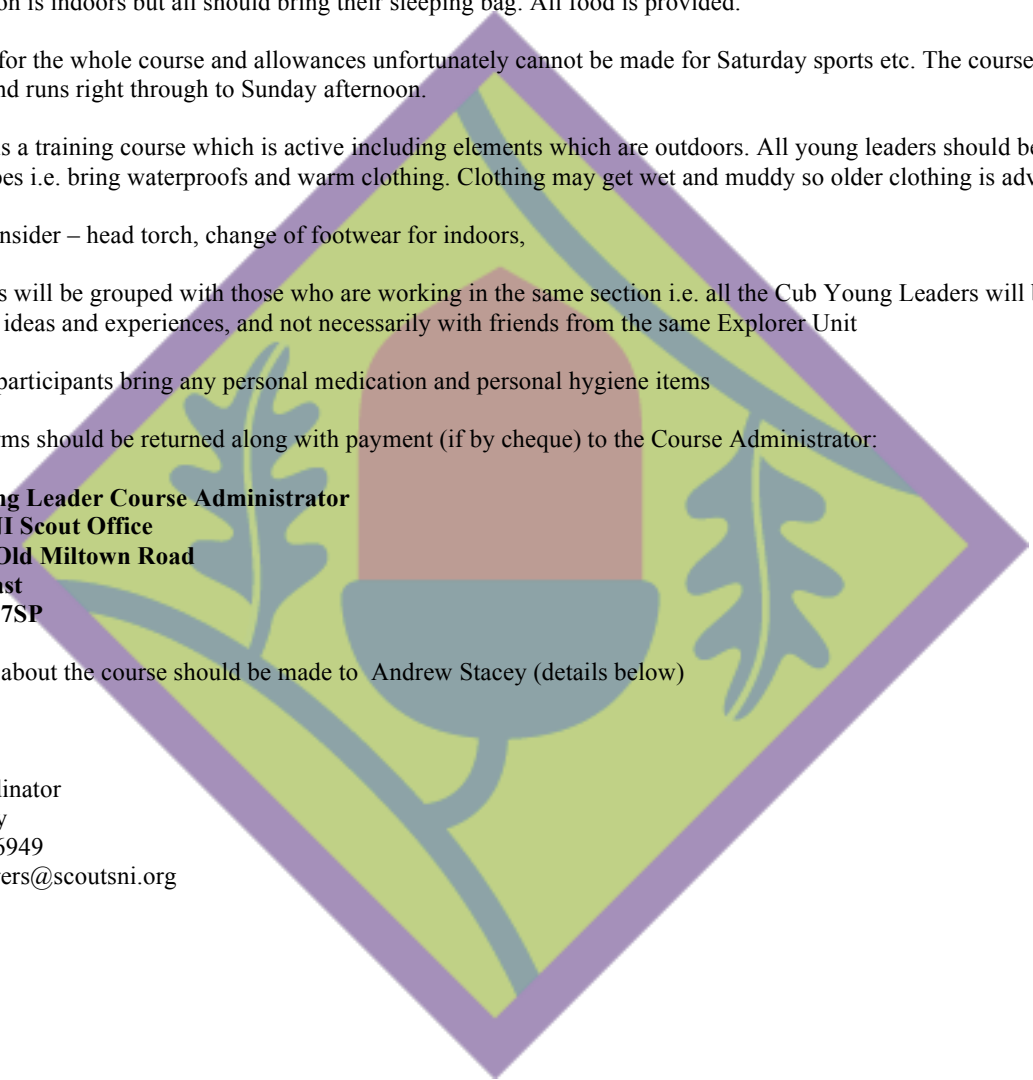 on is indoors but all should bring their sleeping bag. All food is provided.
for the whole course and allowances unfortunately cannot be made for Saturday sports etc. The course
nd runs right through to Sunday afternoon.
s a training course which is active including elements which are outdoors. All young leaders should be
pes i.e. bring waterproofs and warm clothing. Clothing may get wet and muddy so older clothing is adv
nsider – head torch, change of footwear for indoors,
s will be grouped with those who are working in the same section i.e. all the Cub Young Leaders will b
ideas and experiences, and not necessarily with friends from the same Explorer Unit
participants bring any personal medication and personal hygiene items
rms should be returned along with payment (if by cheque) to the Course Administrator:
ng Leader Course Administrator
NI Scout Office
Old Miltown Road
ast
7SP
about the course should be made to  Andrew Stacey (details below)
dinator
y
6949
ers@scoutsni.org